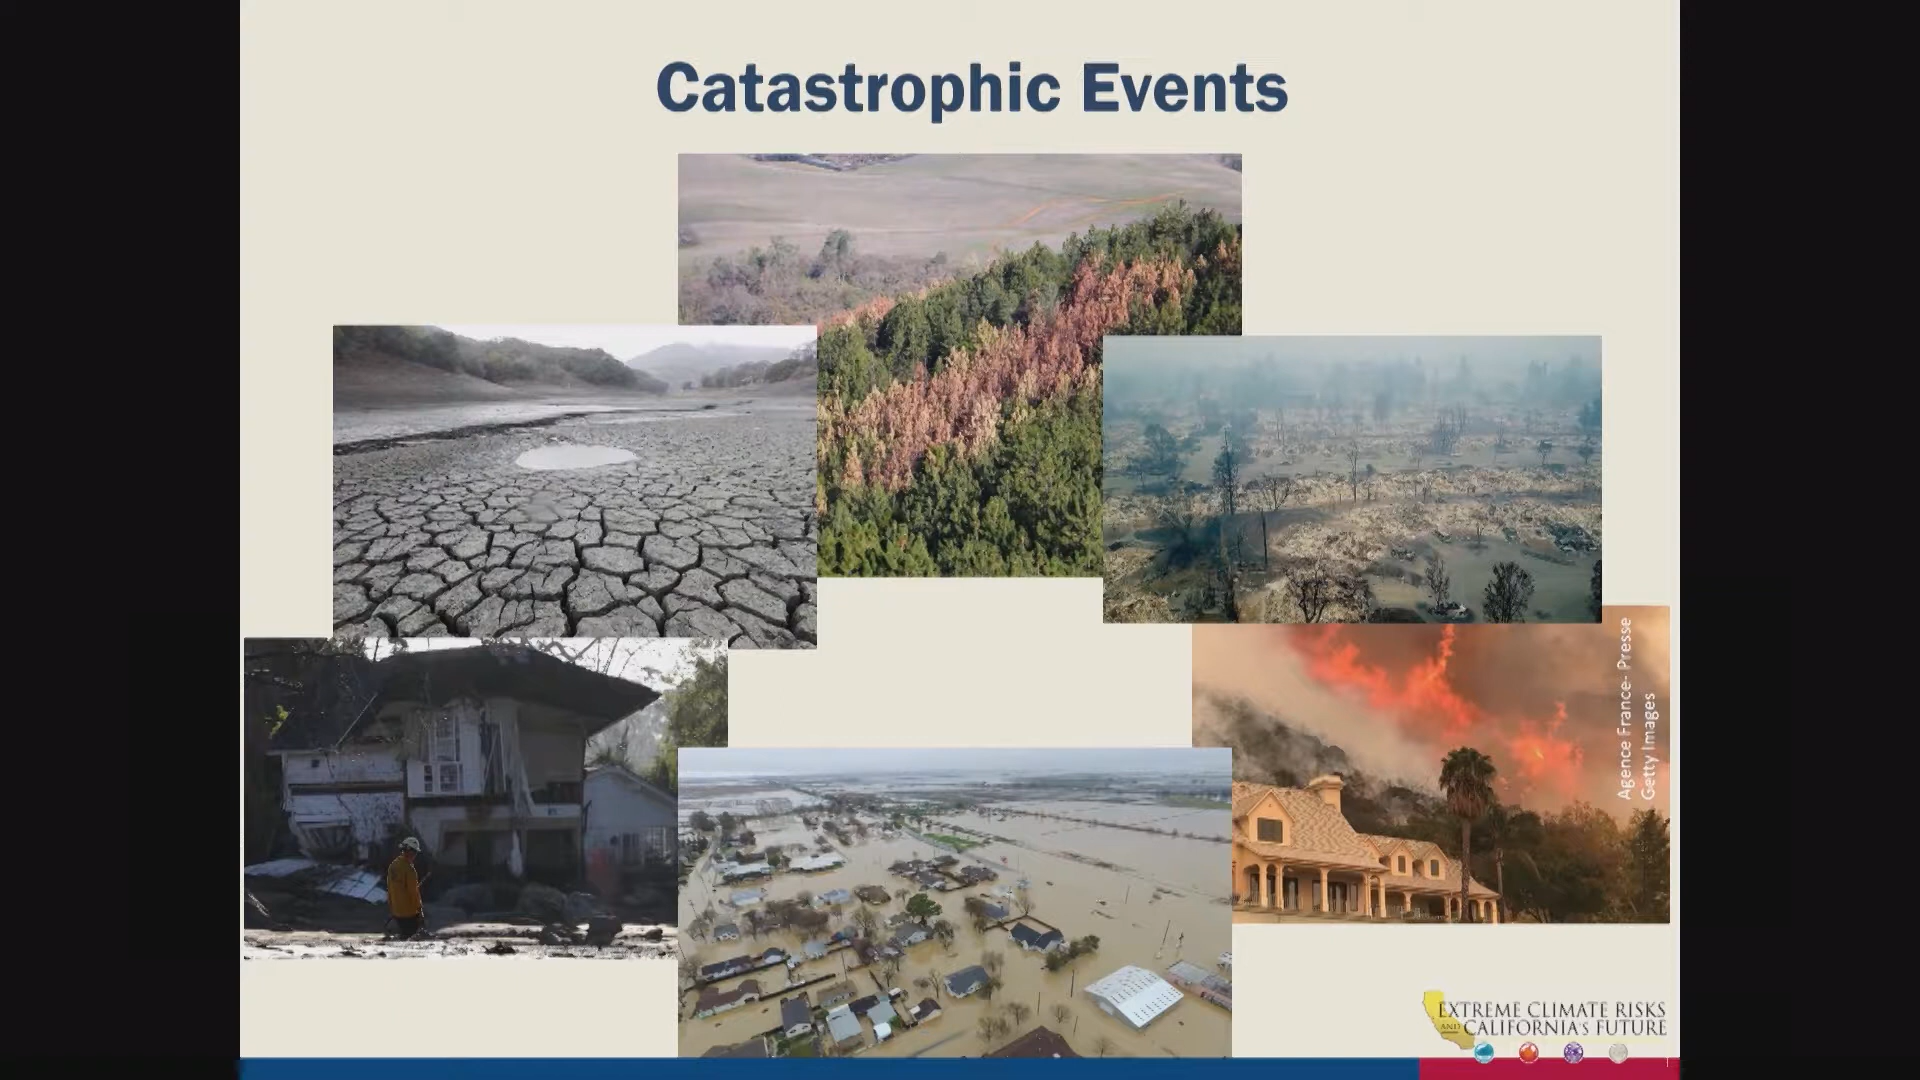 Catastrophic Events
Agence France- Presse
Getty Images
EXTREME CLIMATE RISKS
AND CALIFORNIA'S FUTURE